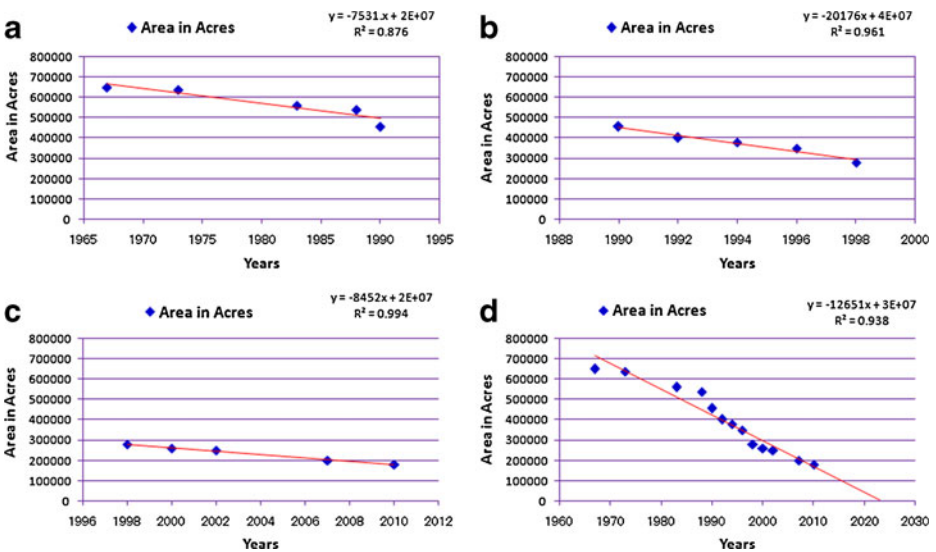 a
Area in Acres
y = -7531.x + 2E+07
R² = 0.876
Area in Acres
800000
700000
600000
500000
400000
300000
200000
100000
0
1965 1970 1975 1980 1985 1990 1995
Years
b
Area in Acres
y = -20176x + 4E+07
R² = 0.961
Area in Acres
800000
700000
600000
500000
400000
300000
200000
100000
0
1988 1990 1992 1994 1996 1998 2000
Years
c
Area in Acres
y = -8452x + 2E+07
R² = 0.994
Area in Acres
800000
700000
600000
500000
400000
300000
200000
100000
0
1996 1998 2000 2002 2004 2006 2008 2010 2012
Years
d
Area in Acres
y = -12651x + 3E+07
R² = 0.938
Area in Acres
800000
700000
600000
500000
400000
300000
200000
100000
0
1960 1970 1980 1990 2000 2010 2020 2030
Years